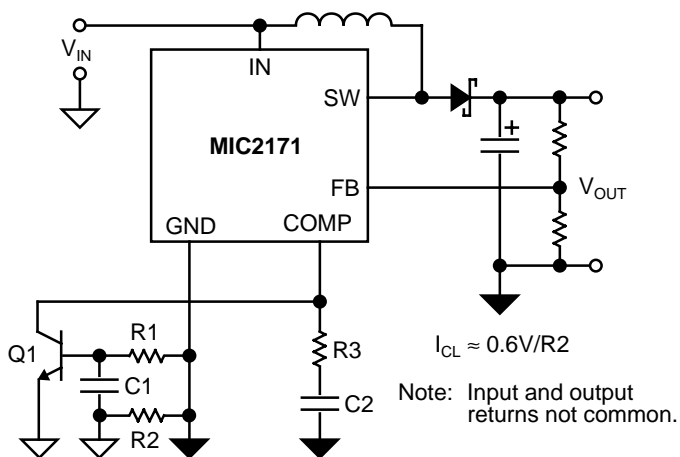 V_IN
IN
SW
MIC2171
FB
V_OUT
GND
COMP
+
Q1
R1
R3
C1
R2
C2
I_CL ≈ 0.6V/R2
Note: Input and output
returns not common.